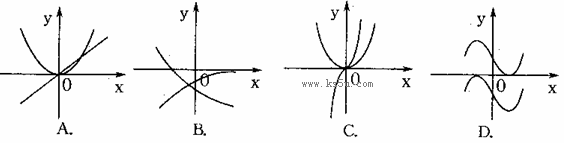 y y y y
0 x 0 x 0 x 0 x
www.ks5u.com
A. B. C. D.